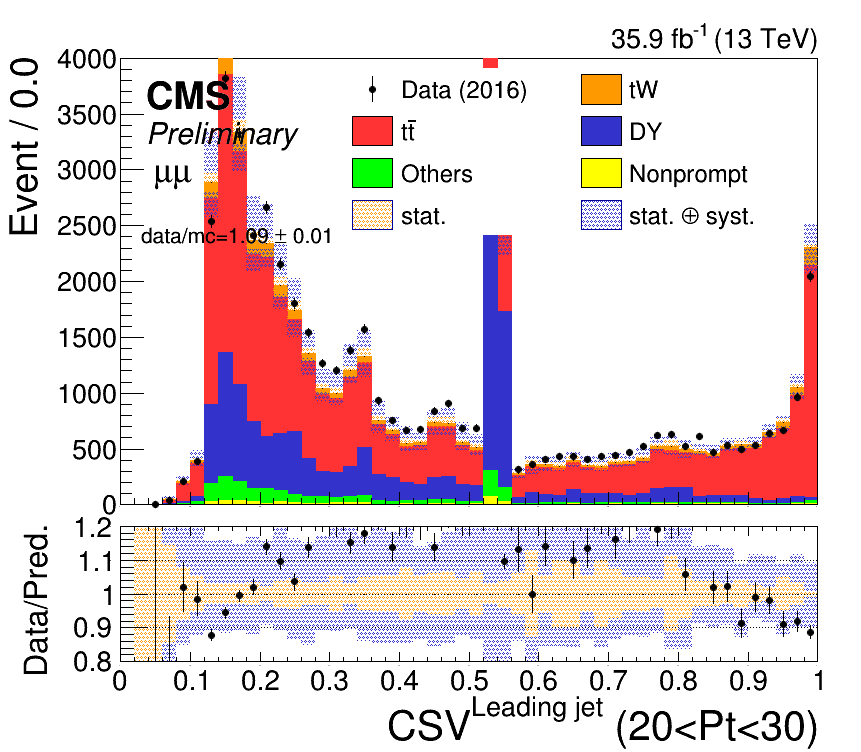 35.9 fb-1 (13 TeV)
Event / 0.0
4000
3500
3000
2500
2000
1500
1000
500
0
CMS
Preliminary
μμ
data/mc=1.09 ± 0.01
Data (2016)
tW
tt̄
DY
Others
Nonprompt
stat.
stat. ⊕ syst.
Data/Pred.
1.2
1.1
1
0.9
0.8
0 0.1 0.2 0.3 0.4 0.5 0.6 0.7 0.8 0.9 1
CSV Leading jet (20<Pt<30)